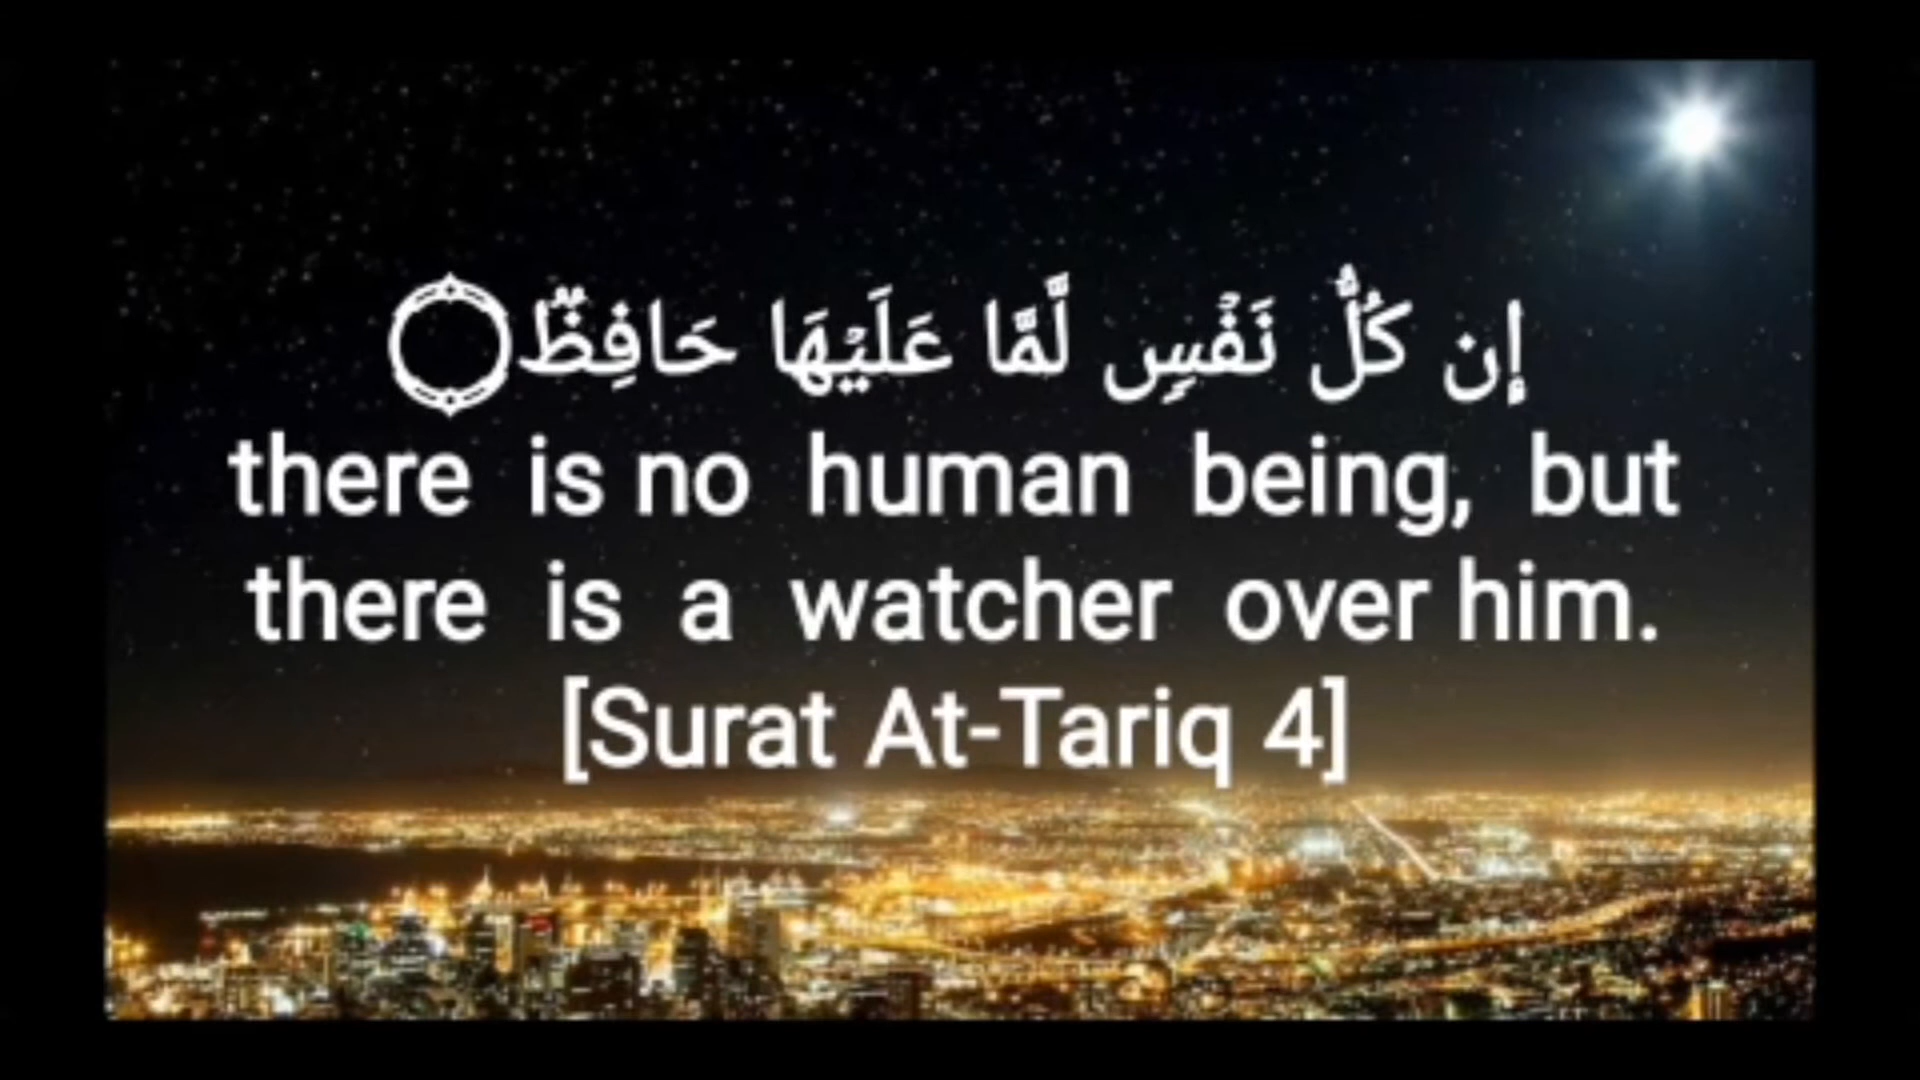 إِن كُلُّ نَفْسٍ لَّمَّا عَلَيْهَا حَافِظٌ
there is no human being, but
there is a watcher over him.
[Surat At-Tariq 4]